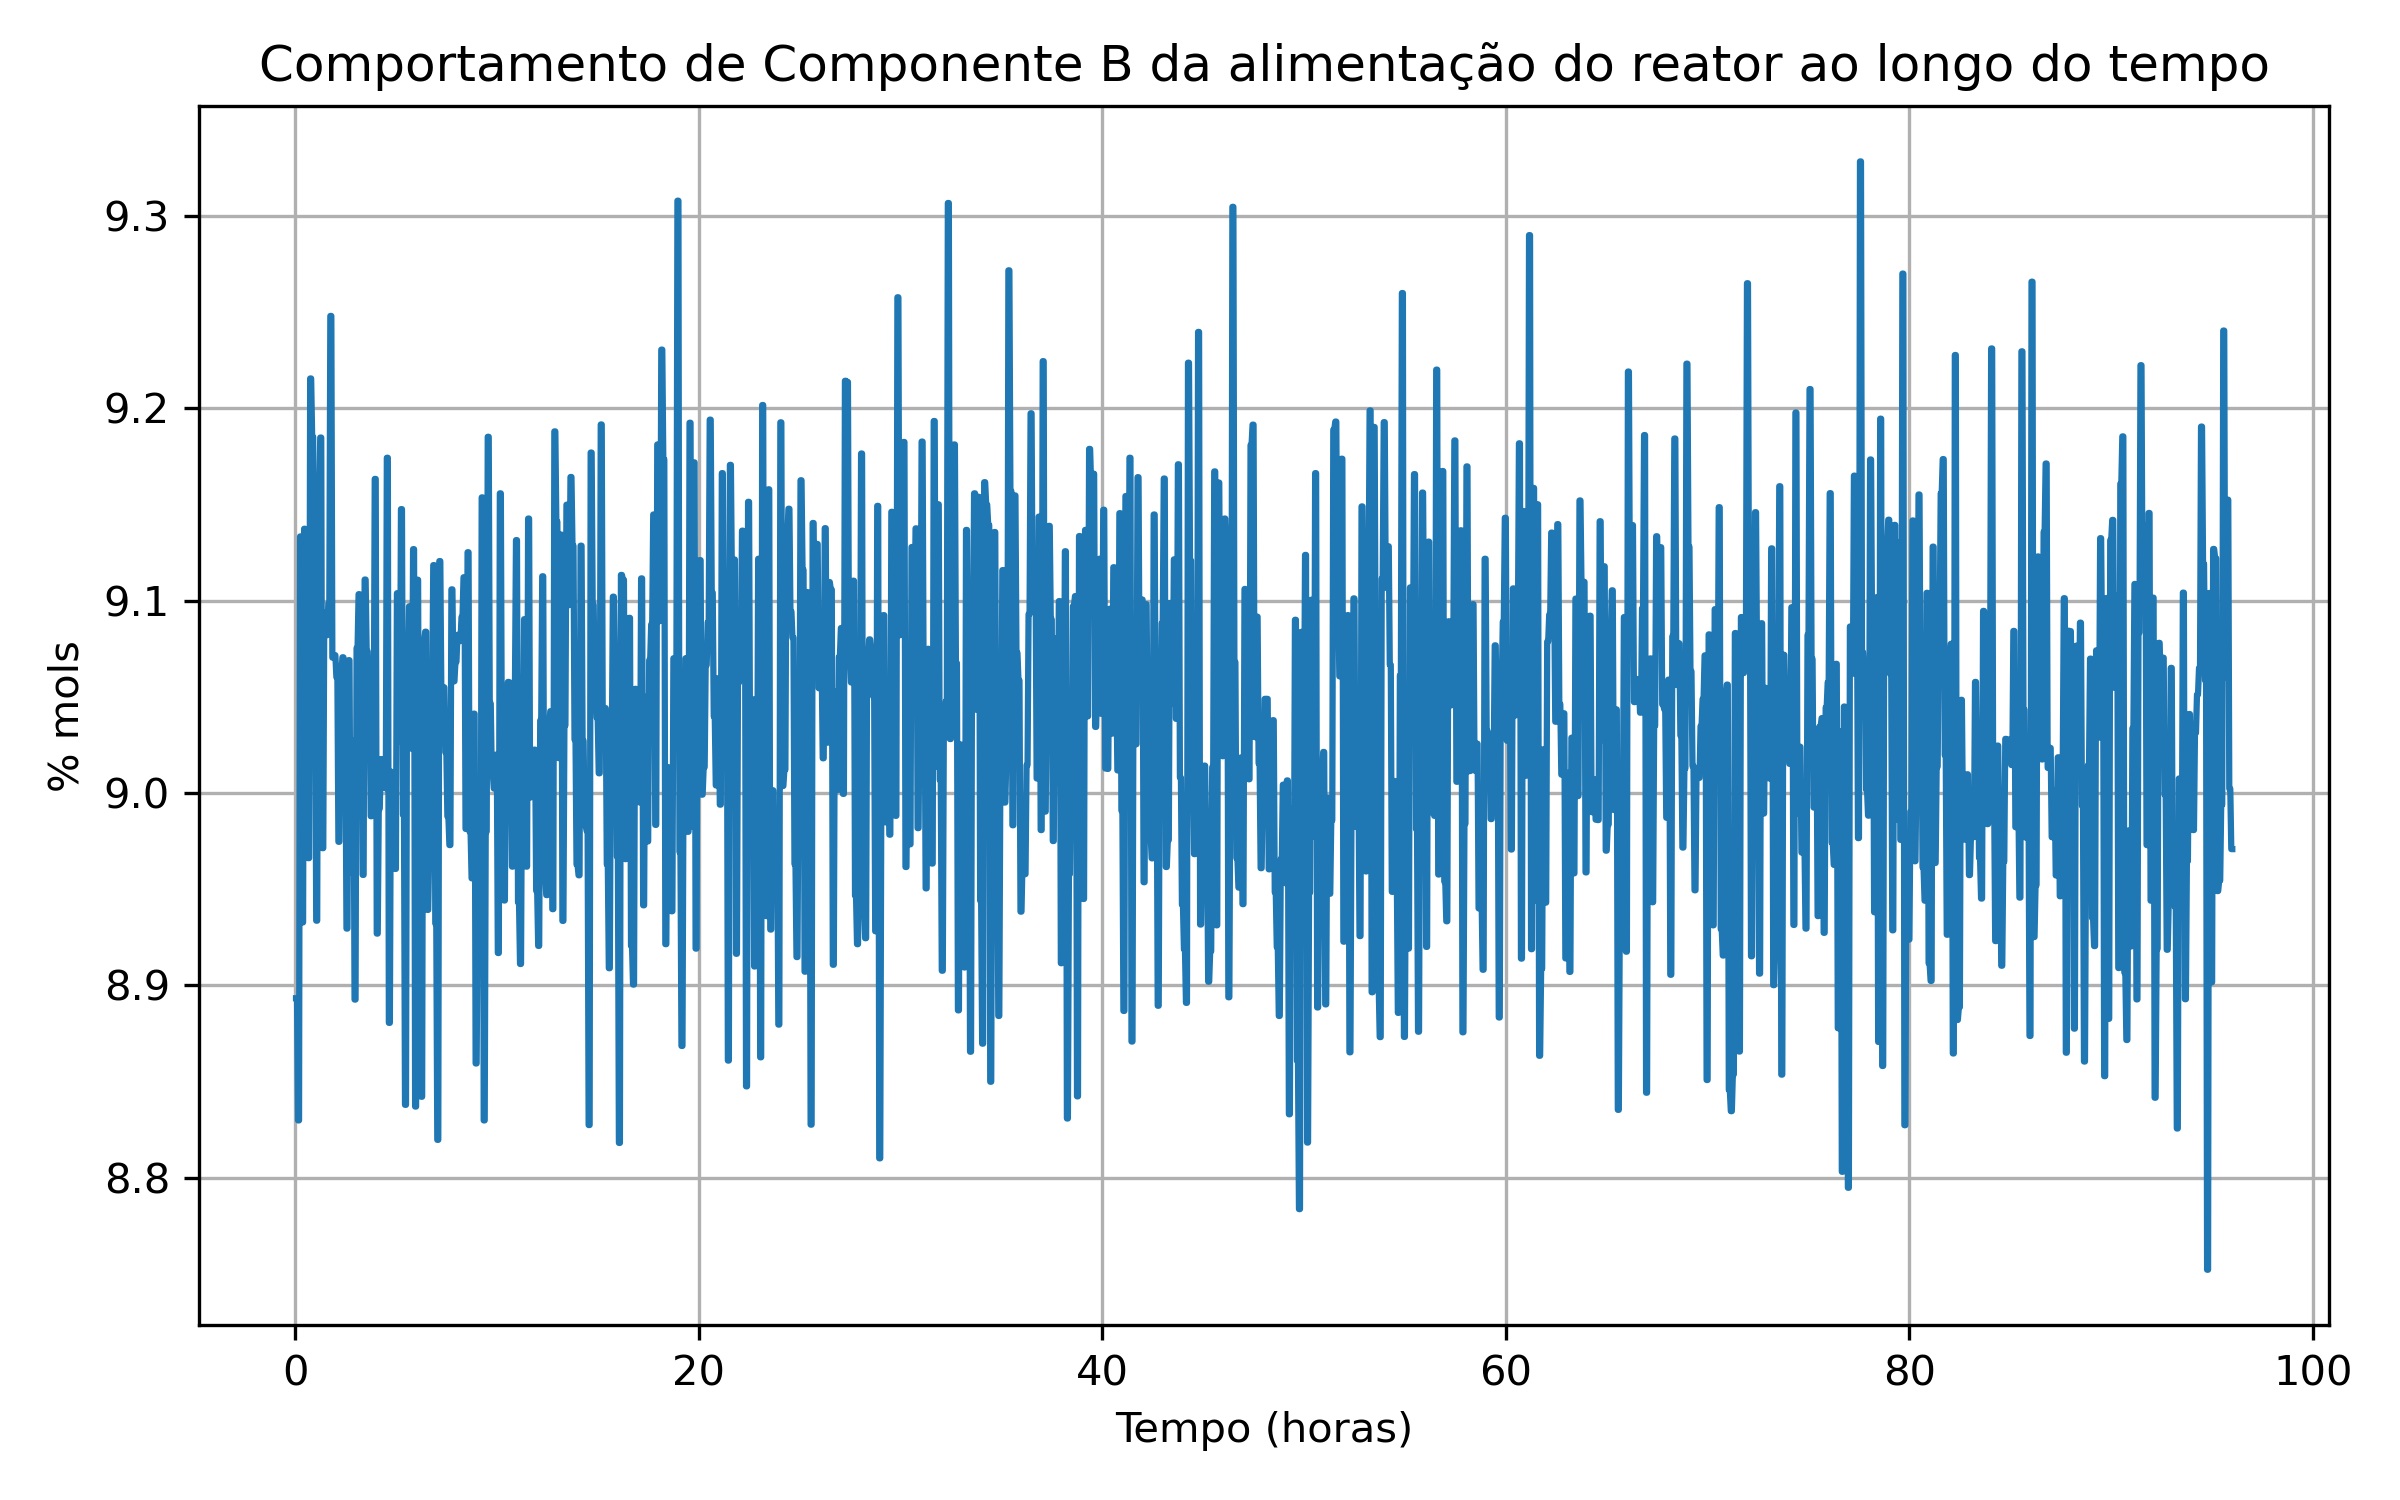 Comportamento de Componente B da alimentação do reator ao longo do tempo
9.3
9.2
9.1
9.0
8.9
8.8
% mols
0 20 40 60 80 100
Tempo (horas)